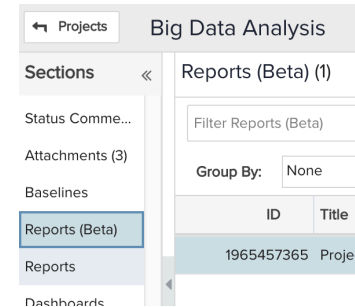 Projects
Big Data Analysis
Sections
«
Status Comme...
Attachments (3)
Baselines
Reports (Beta)
Reports
Dashboards
Reports (Beta) (1)
Filter Reports (Beta)
Group By: None
ID Title
1965457365 Proje